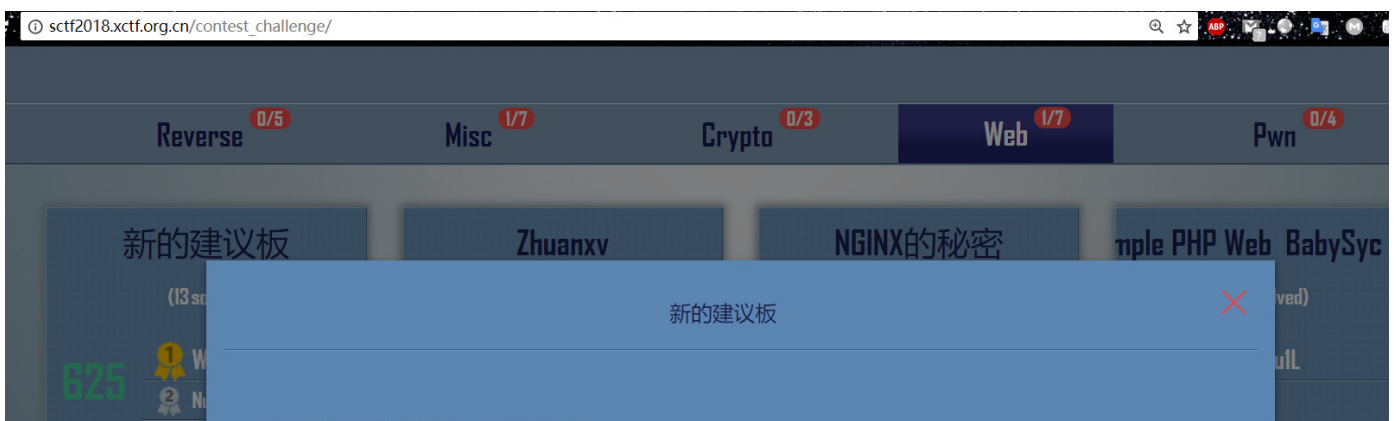 sctf2018.xctf.org.cn/contest_challenge/
ABP
Reverse 0/5
Misc 1/7
Crypto 0/3
Web 1/7
Pwn 0/4
新的建议板
Zhuanxv
NGINX的秘密
mple PHP Web BabySyc
新的建议板
(13
625
1
2